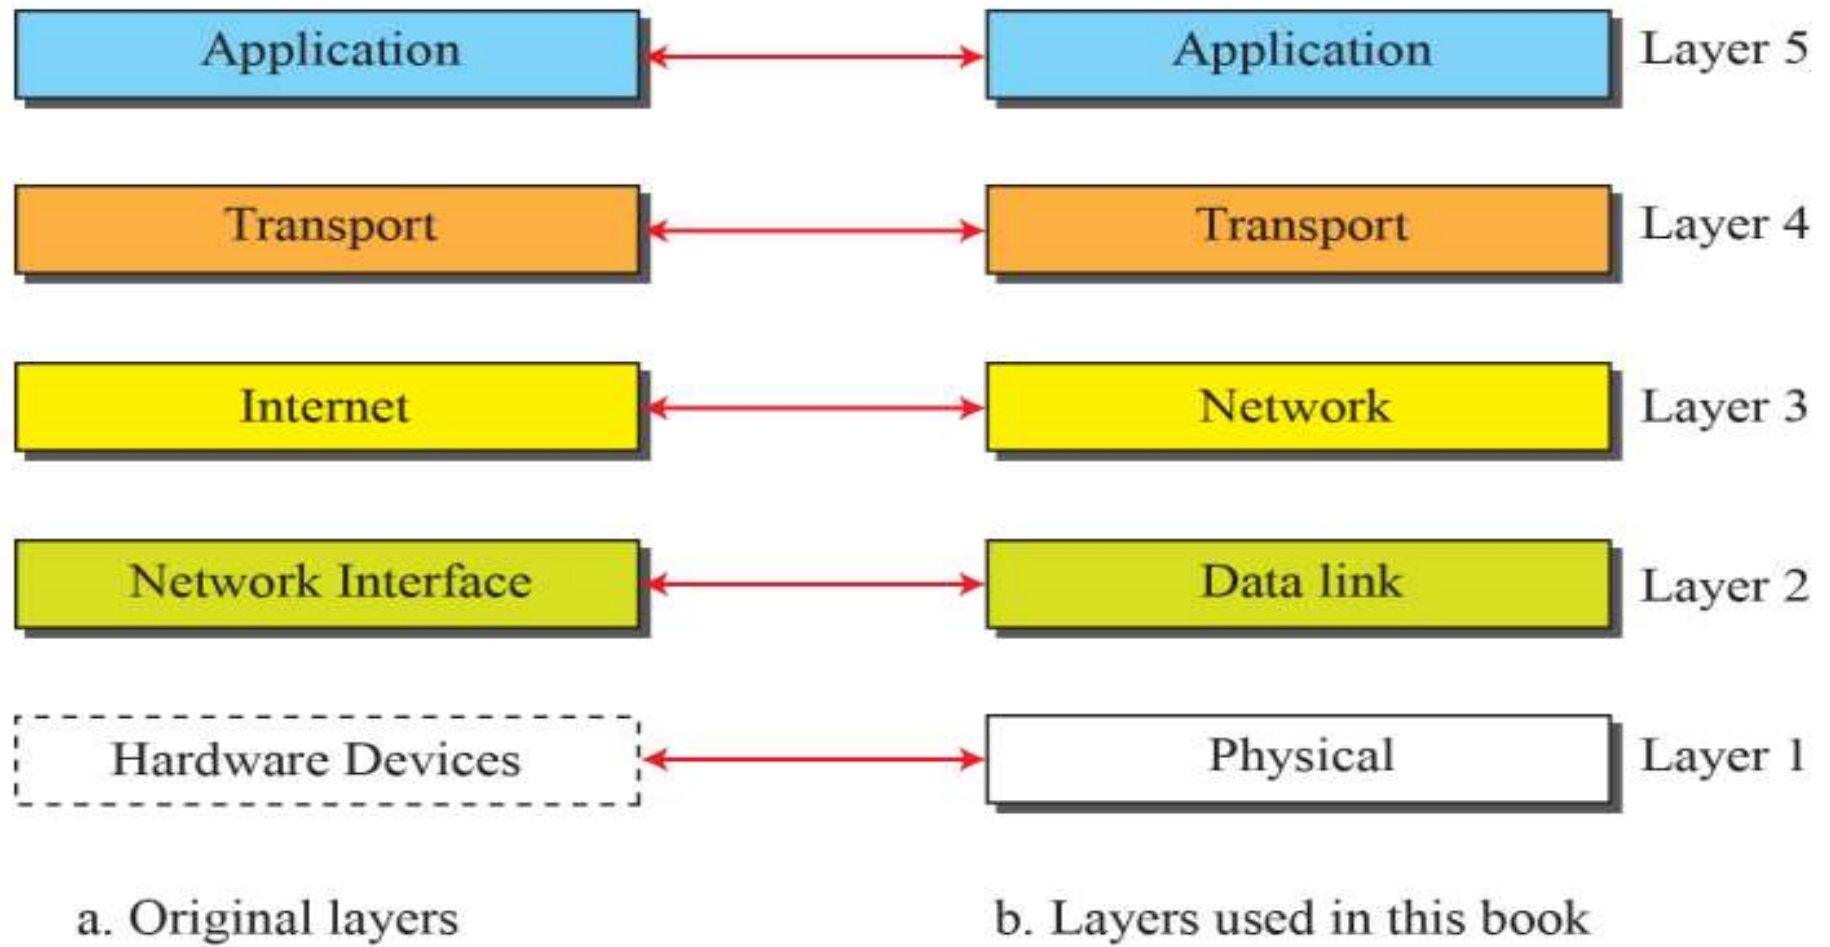 Application Application Layer 5
Transport Transport Layer 4
Internet Network Layer 3
Network Interface Data link Layer 2
Hardware Devices Physical Layer 1
a. Original layers b. Layers used in this book